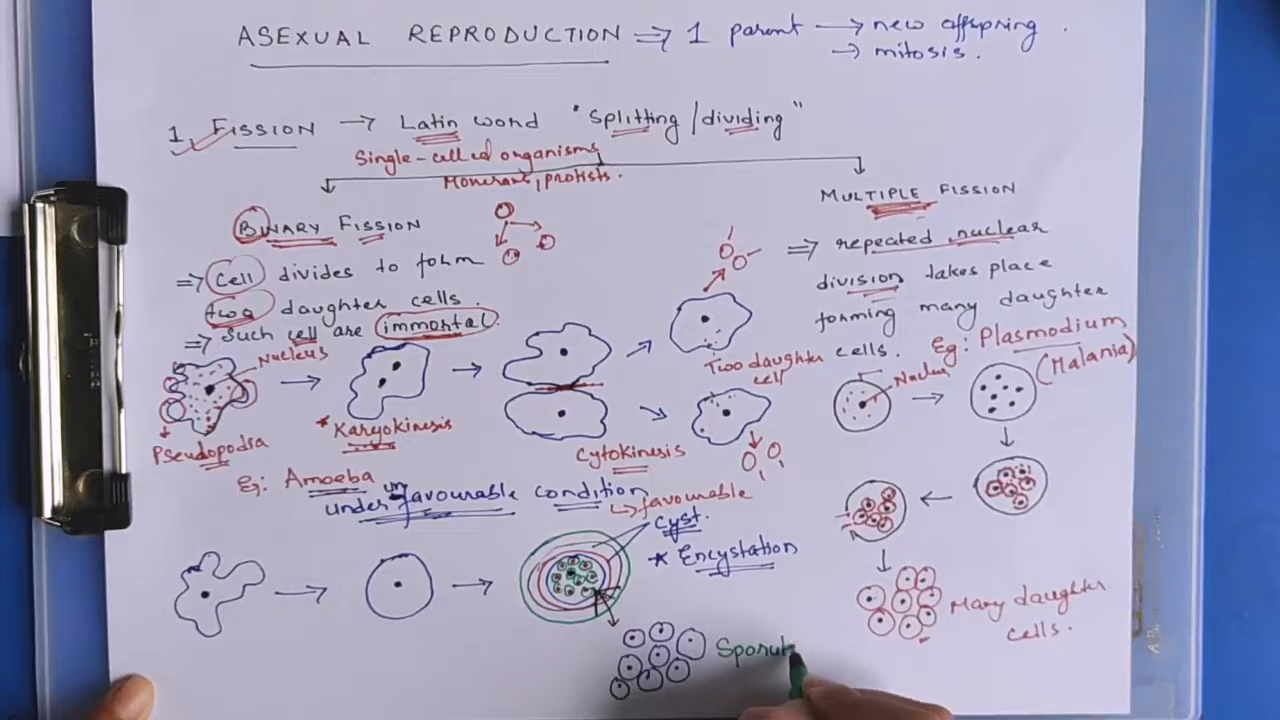 ASEXUAL REPRODUCTION ⇒ 1 parent → new offspring.
→ mitosis.
1. FISSION → Latin word "splitting/dividing"
Single-celled organisms
Monerans, protists.
BINARY FISSION
⇒ Cell divides to form
two daughter cells.
⇒ Such cell are immortal.
Nucleus
Pseudopodia
* Karyokinesis
Cytokinesis
Two daughter
cell
Eg: Amoeba
under unfavourable condition
↳ favourable
cyst.
* Encystation
Sporul
MULTIPLE FISSION
⇒ repeated nuclear
division takes place
forming many daughter
cells. Eg: Plasmodium
(Malaria)
Nucleus
Many daughter
cells.